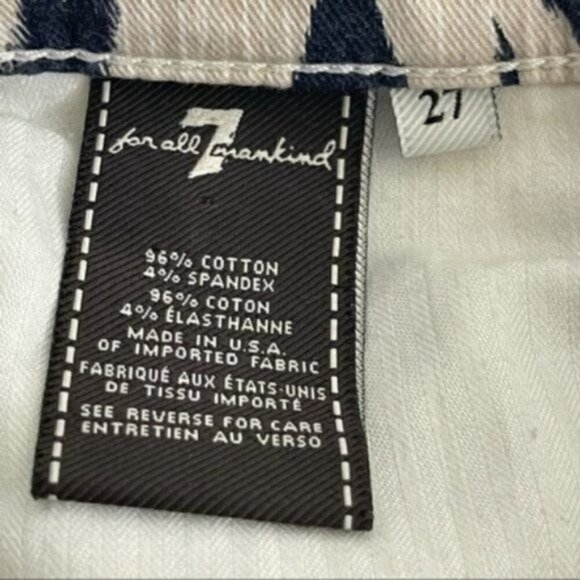 for all 7 mankind
27
96% COTTON
4% SPANDEX
96% COTON
4% ÉLASTHANNE
MADE IN U.S.A.
OF IMPORTED FABRIC
FABRIQUÉ AUX ÉTATS-UNIS
DE TISSU IMPORTÉ
SEE REVERSE FOR CARE
ENTRETIEN AU VERSO